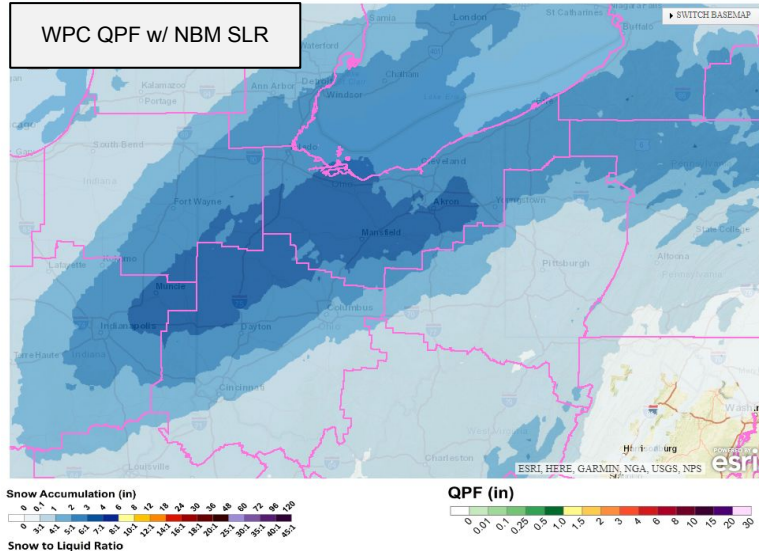 WPC QPF w/ NBM SLR
▸ SWITCH BASEMAP
Sarnia
London
St Catharines
Buffalo
Waterford
Kalamazoo
Portage
Ann Arbor
Detroit
Windsor
Chatham
South Bend
Indiana
Toledo
Erie
Cleveland
Fort Wayne
Akron
Youngstown
Pennsylvania
Mansfield
State College
Lafayette
Pittsburgh
Altoona
Pennsylvania
Muncie
Indianapolis
Columbus
Dayton
Ohio
Terre Haute
Indiana
Cincinnati
Charleston
Louisville
Harrisonburg
ESRI, HERE, GARMIN, NGA, USGS, NPS
POWERED BY
esri
Snow Accumulation (in)
0 0.1 1 2 3 4 6 8 12 18 24 30 36 48 60 72 96 120
0 3:1 4:1 5:1 6:1 7:1 8:1 10:1 12:1 14:1 16:1 18:1 20:1 25:1 30:1 35:1 40:1 45:1
Snow to Liquid Ratio
QPF (in)
0 0.01 0.1 0.25 0.5 1.0 1.5 2 3 4 6 8 10 15 20 30